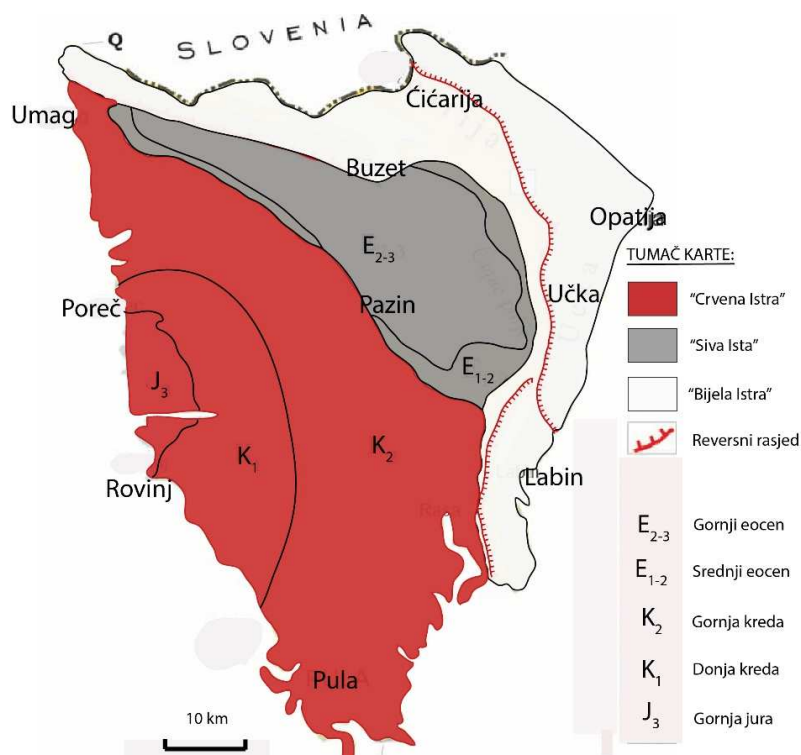 Q
SLOVENIA
Umag
Ćićarija
Buzet
Opatija
E2-3
TUMAČ KARTE:
Poreč
Pazin
Učka
"Crvena Istra"
"Siva Ista"
E1-2
J3
"Bijela Istra"
K1
K2
Reversni rasjed
Rovinj
Labin
E2-3 Gornji eocen
E1-2 Srednji eocen
K2 Gornja kreda
K1 Donja kreda
J3 Gornja jura
Pula
10 km